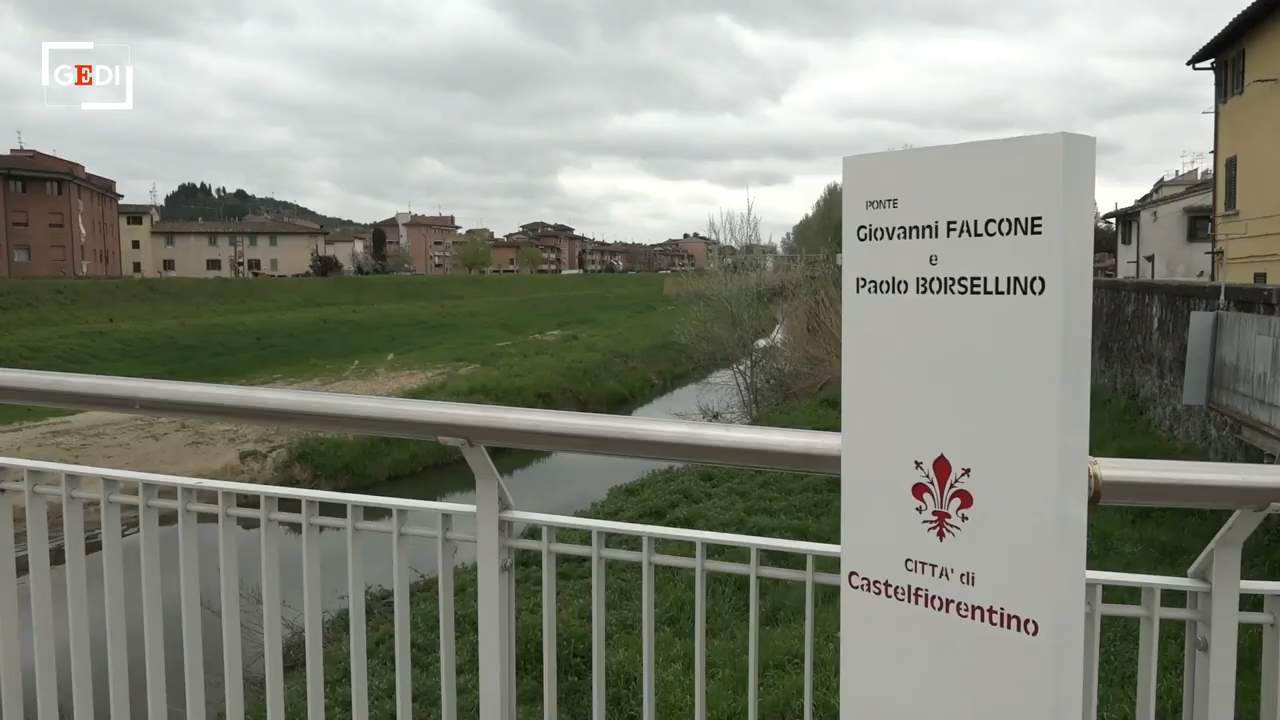 GEDI
PONTE
Giovanni FALCONE
e
Paolo BORSELLINO
CITTA' di
Castelfiorentino